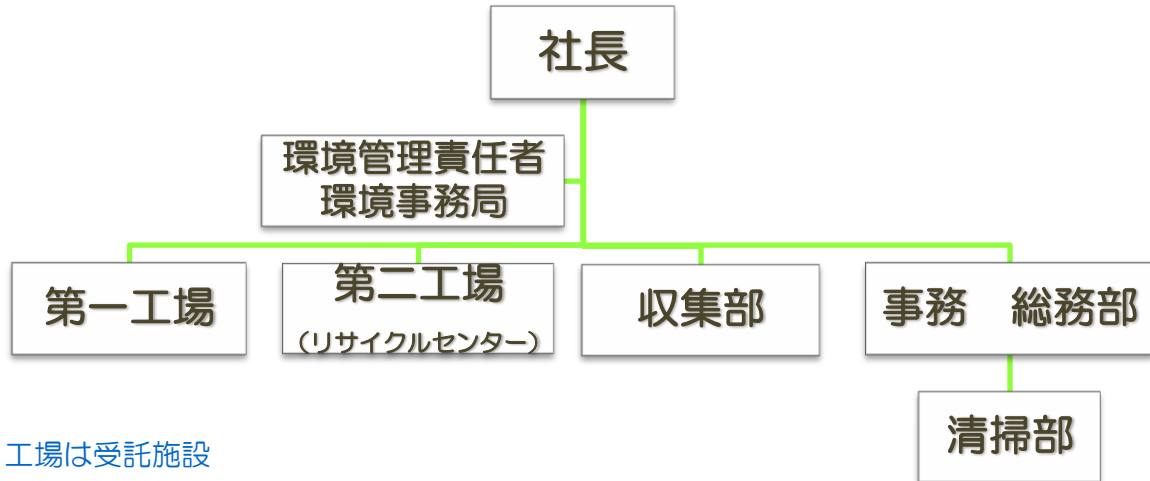 社長
環境管理責任者
環境事務局
第一工場
第二工場
（リサイクルセンター）
収集部
事務　総務部
清掃部
工場は受託施設